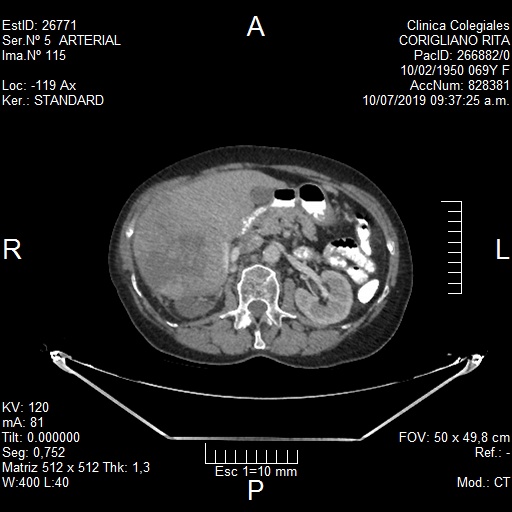 EstID: 26771
Ser.Nº 5 ARTERIAL
Ima.Nº 115
Loc: -119 Ax
Ker.: STANDARD
A
Clinica Colegiales
CORIGLIANO RITA
PacID: 266882/0
10/02/1950 069Y F
AccNum: 828381
10/07/2019 09:37:25 a.m.
R
L
KV: 120
mA: 81
Tilt: 0.000000
Seg: 0,752
Matriz 512 x 512 Thk: 1,3
W:400 L:40
Esc 1=10 mm
P
FOV: 50 x 49,8 cm
Ref.: -
Mod.: CT